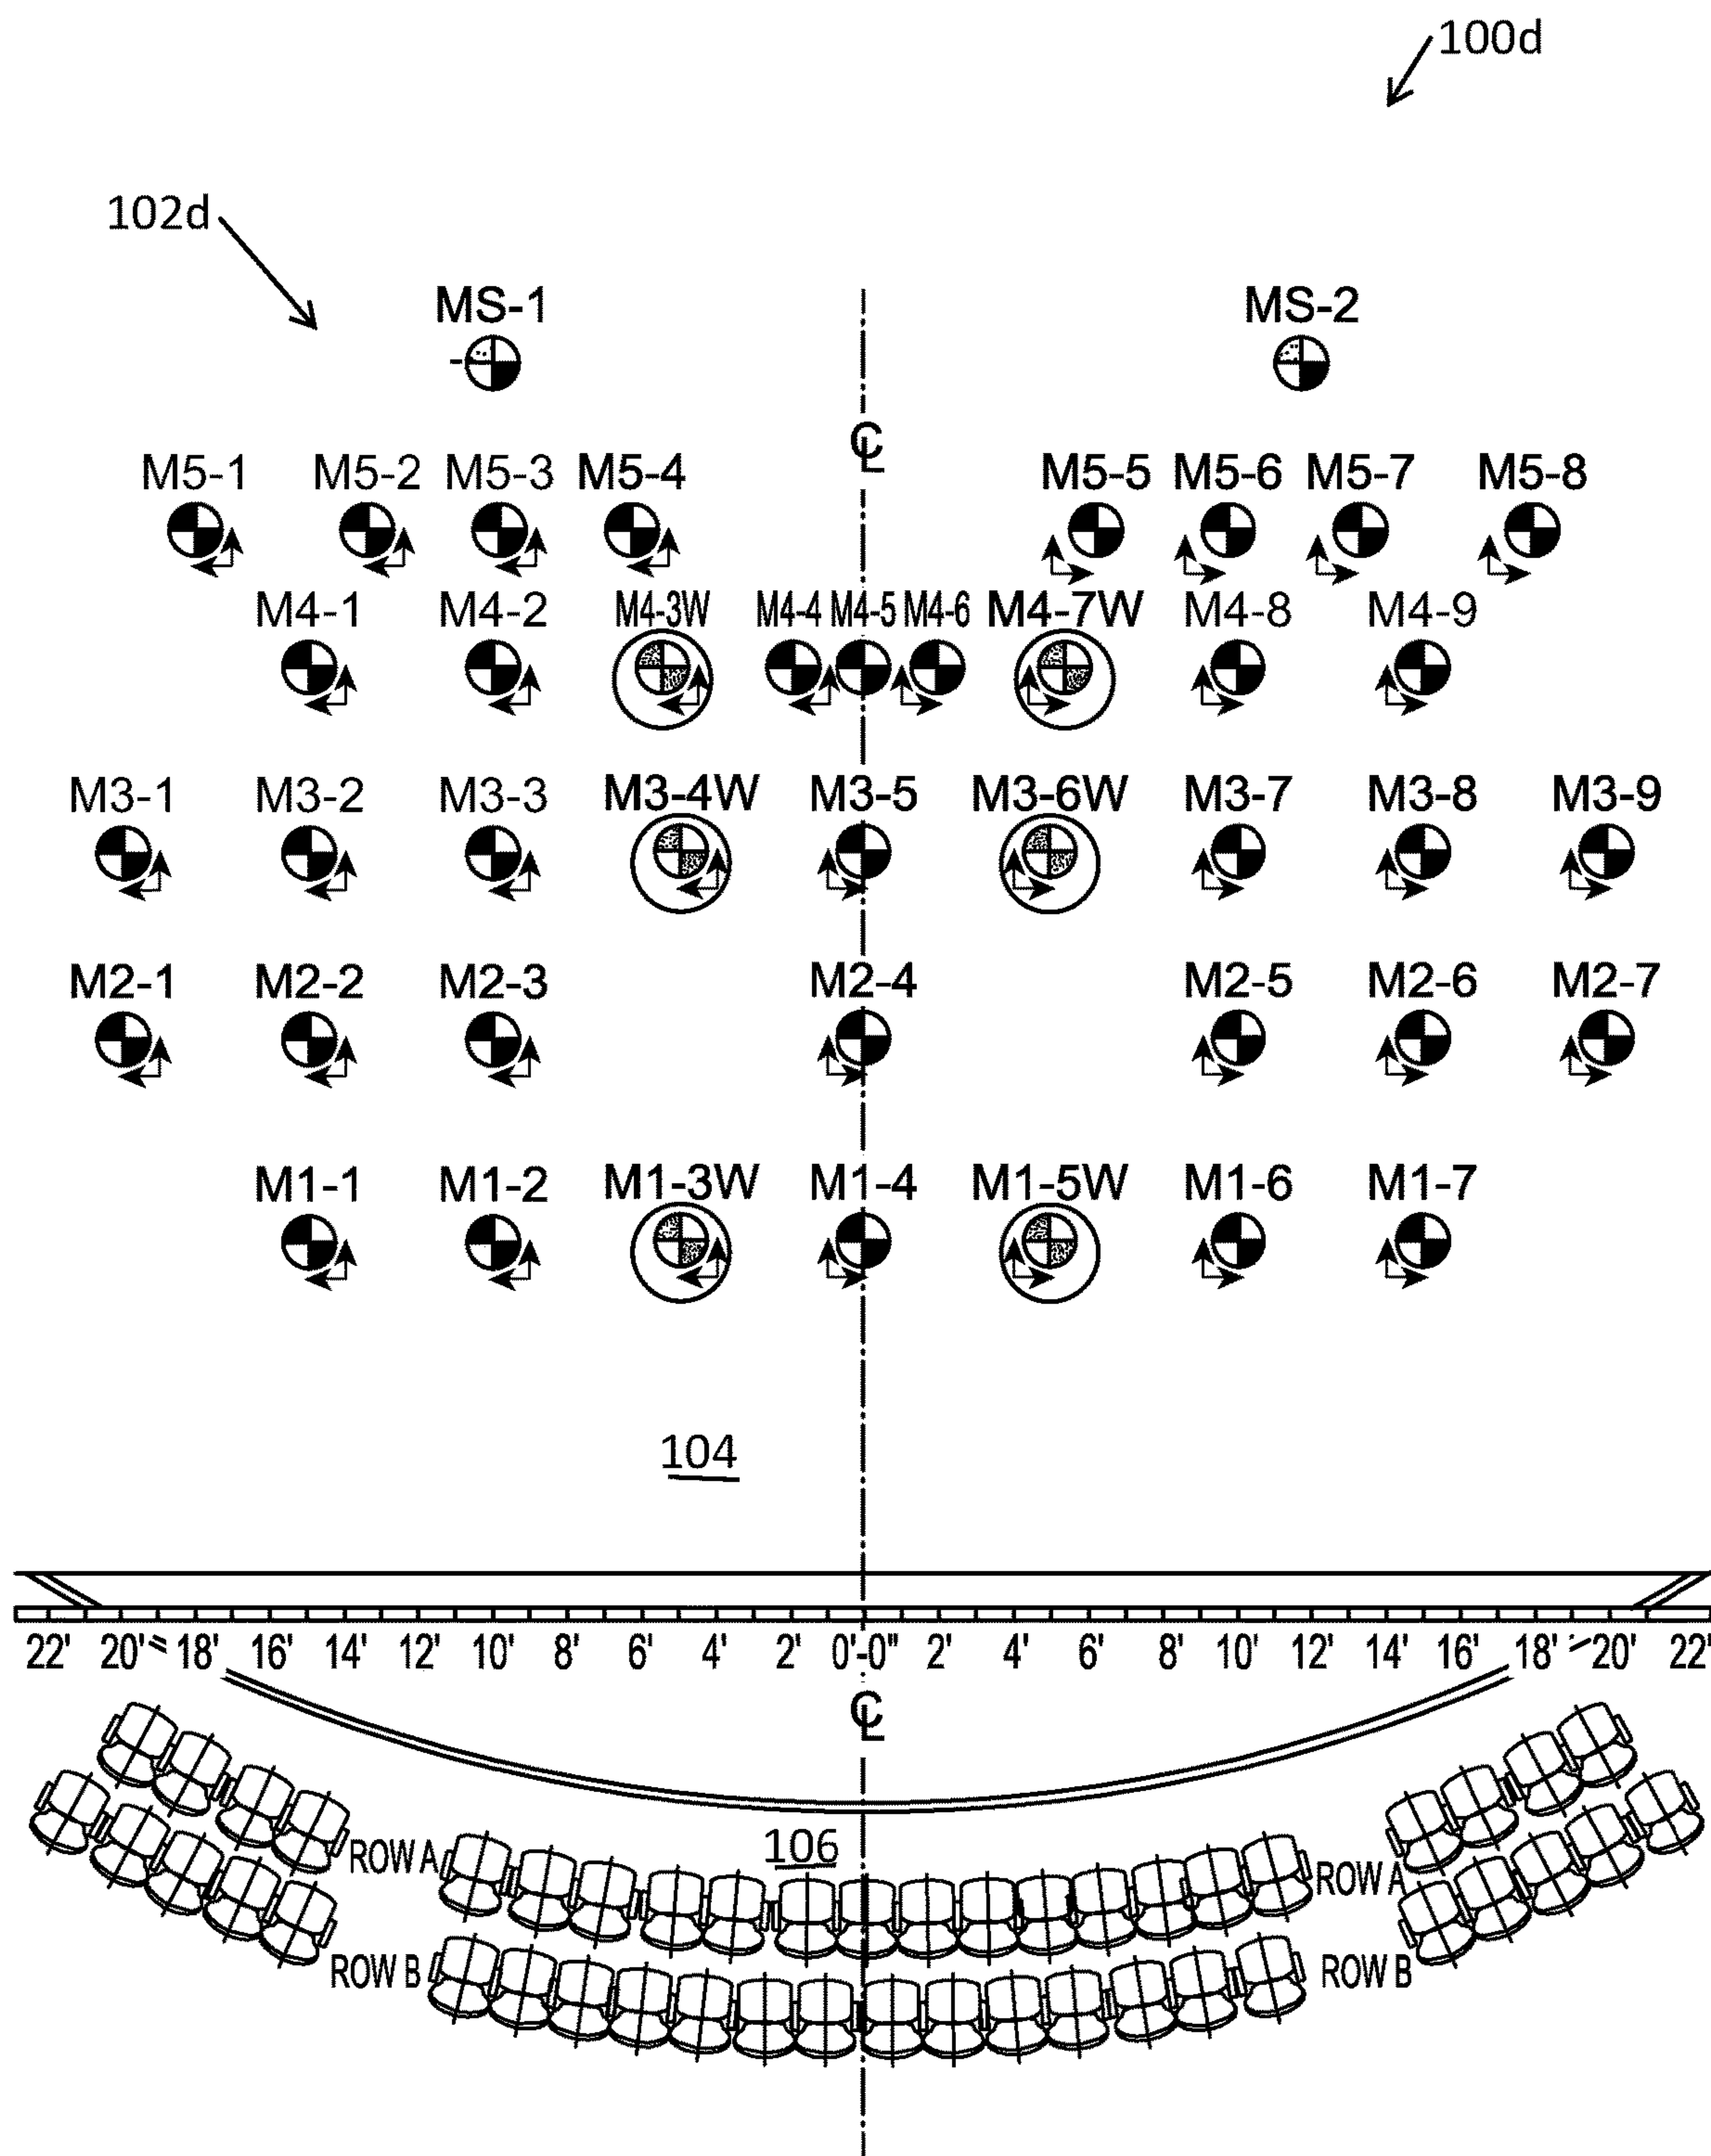 100d
102d
MS-1 MS-2
℄
M5-1 M5-2 M5-3 M5-4 M5-5 M5-6 M5-7 M5-8
M4-1 M4-2 M4-3W M4-4 M4-5 M4-6 M4-7W M4-8 M4-9
M3-1 M3-2 M3-3 M3-4W M3-5 M3-6W M3-7 M3-8 M3-9
M2-1 M2-2 M2-3 M2-4 M2-5 M2-6 M2-7
M1-1 M1-2 M1-3W M1-4 M1-5W M1-6 M1-7
104
22' 20' 18' 16' 14' 12' 10' 8' 6' 4' 2' 0'-0" 2' 4' 6' 8' 10' 12' 14' 16' 18' 20' 22'
℄
106
ROW A ROW A
ROW B ROW B